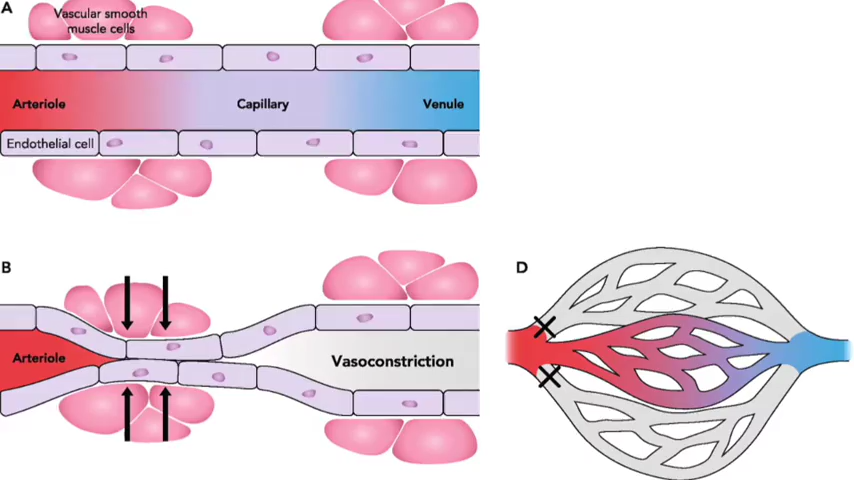 A
Vascular smooth
muscle cells
Arteriole
Capillary
Venule
Endothelial cell
B
Arteriole
Vasoconstriction
D